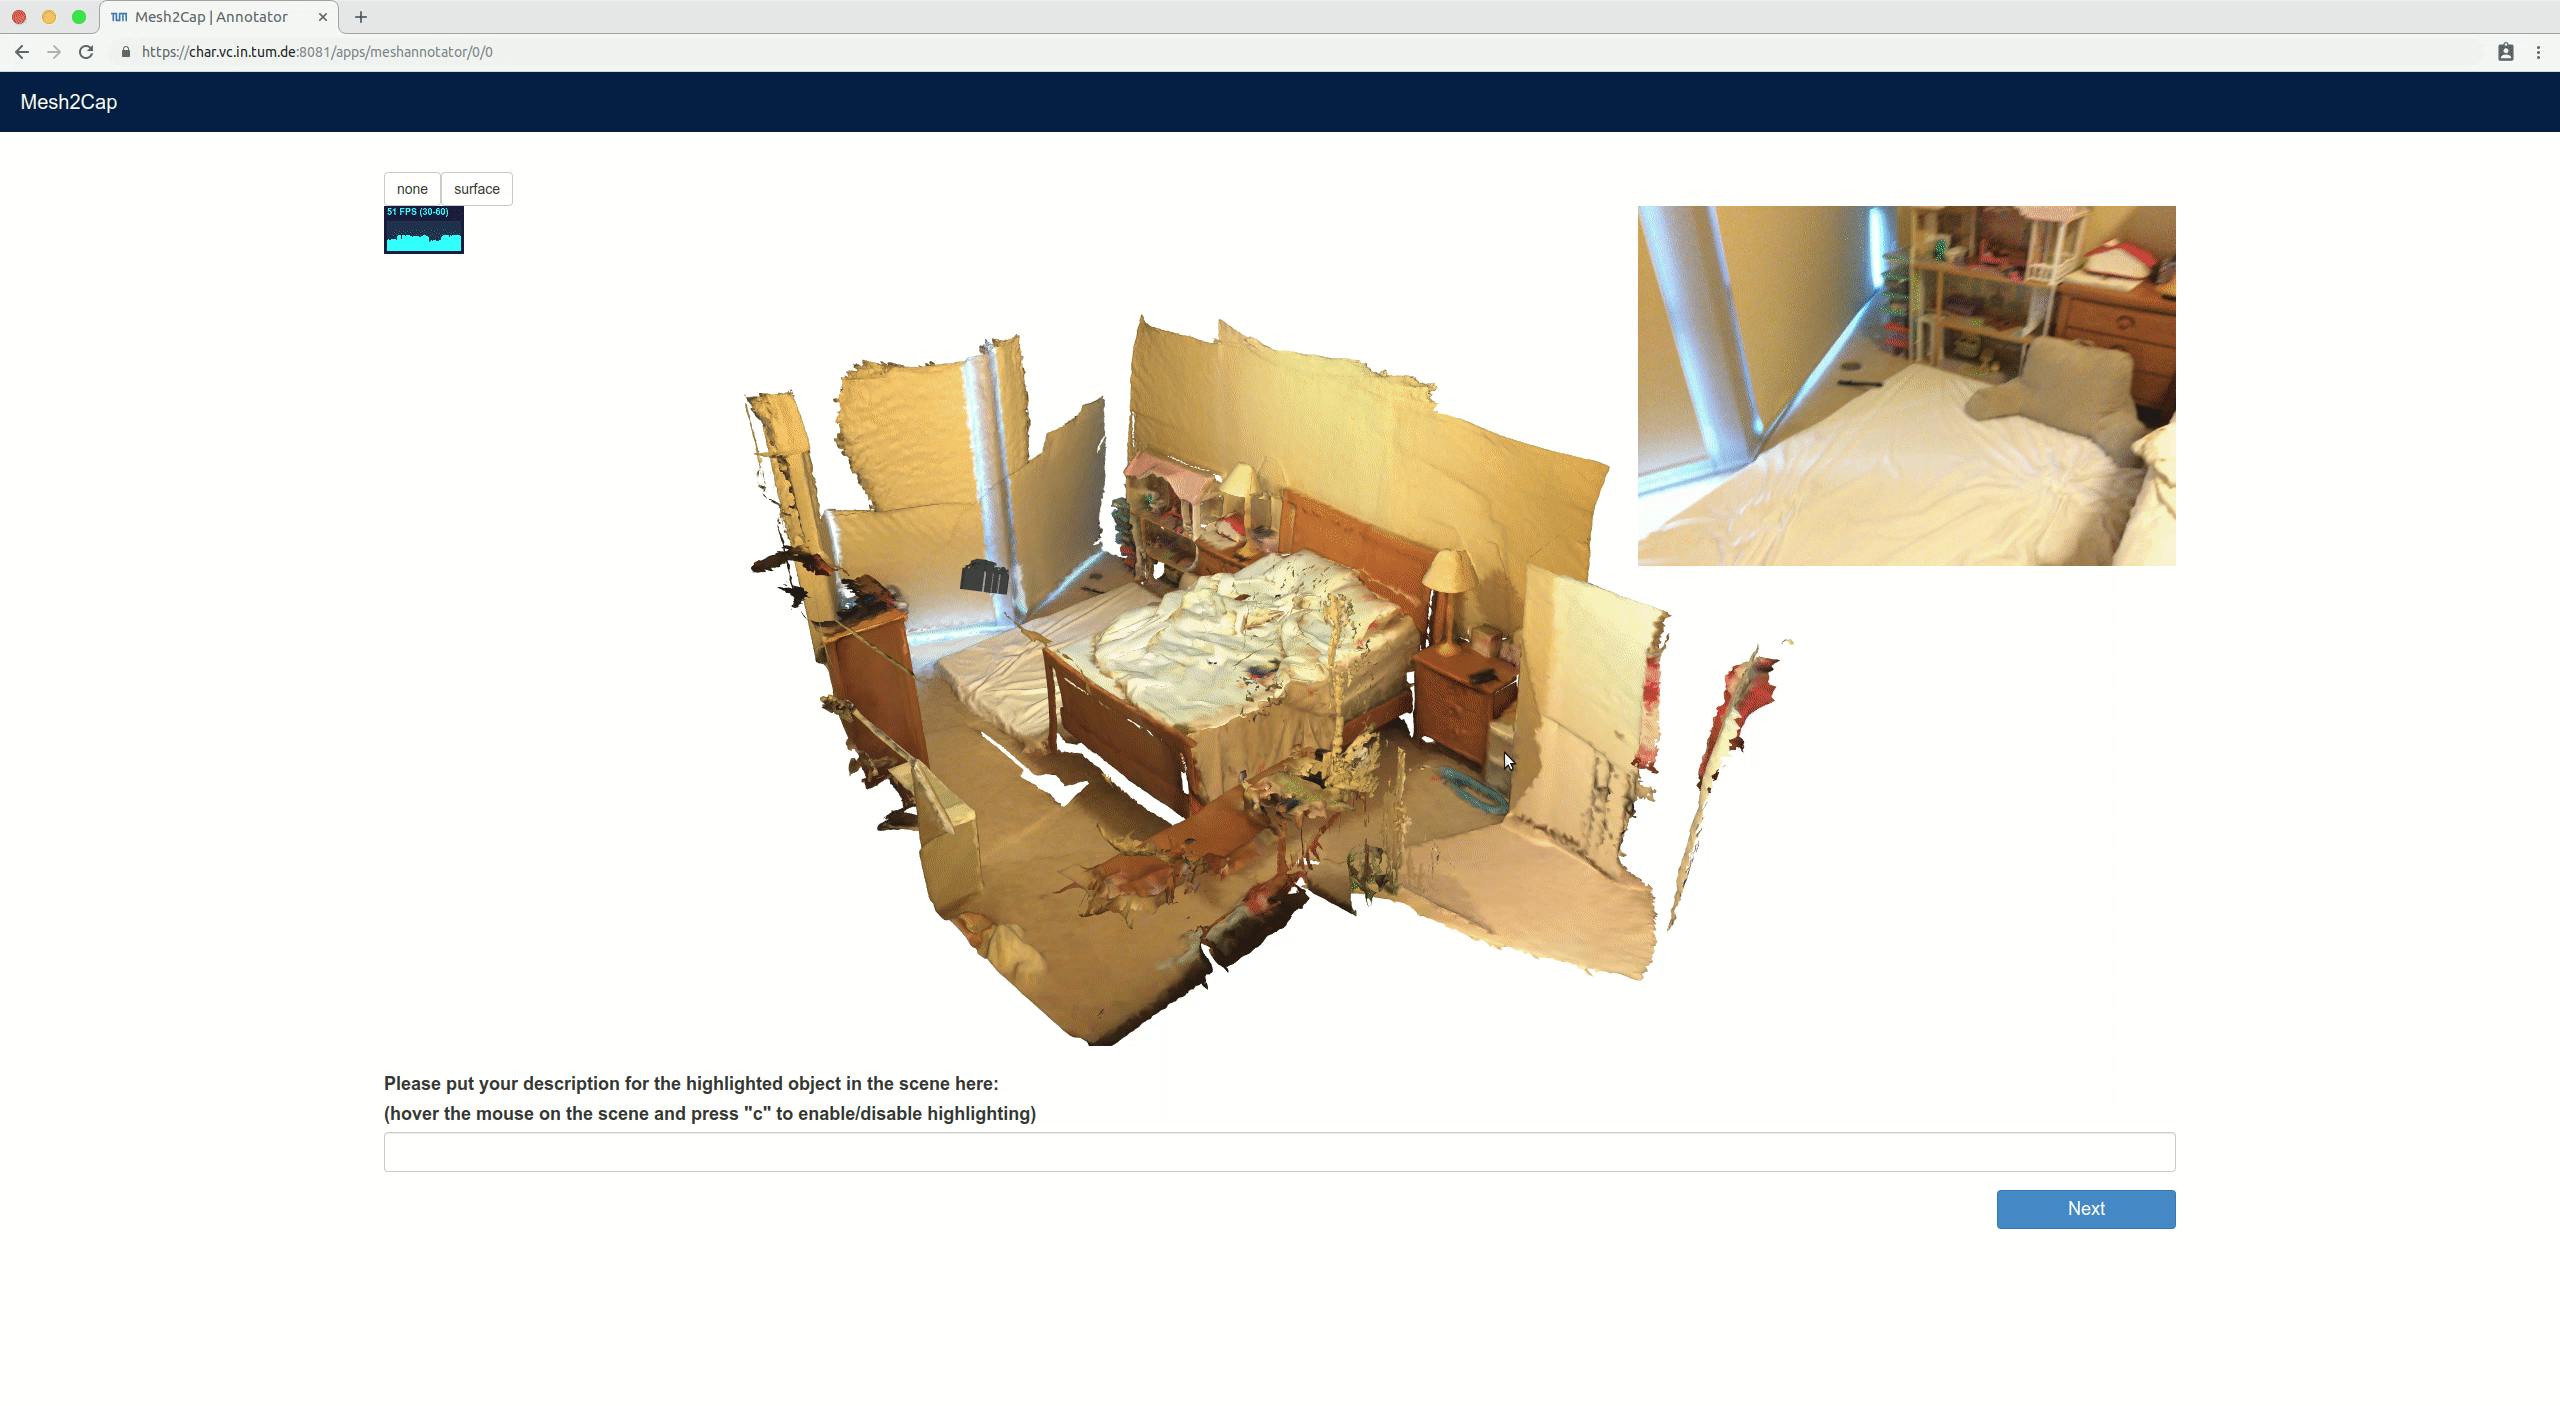 Mesh2Cap | Annotator
https://char.vc.in.tum.de:8081/apps/meshannotator/0/0
Mesh2Cap
none surface
51 FPS (30-60)
Please put your description for the highlighted object in the scene here:
(hover the mouse on the scene and press "c" to enable/disable highlighting)
Next